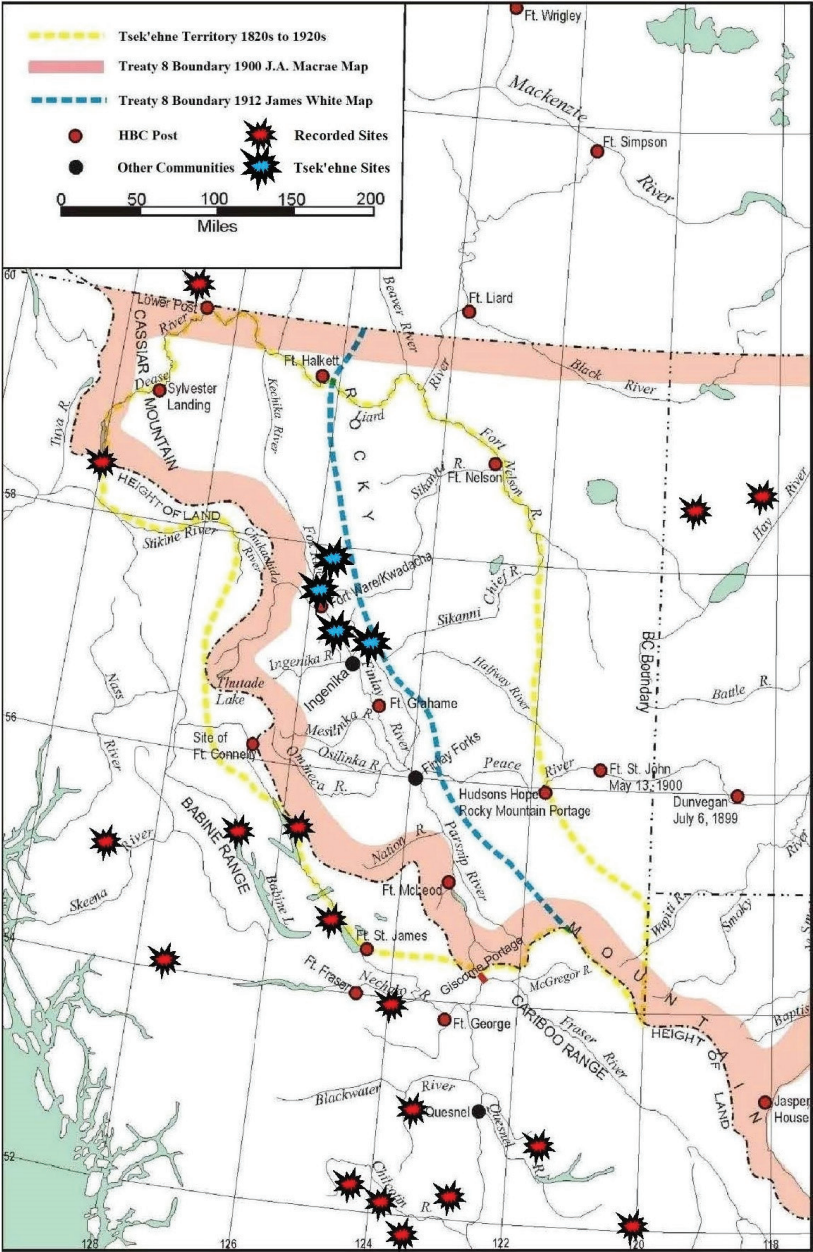 Tsek'ehne Territory 1820s to 1920s
Treaty 8 Boundary 1900 J.A. Macrae Map
Treaty 8 Boundary 1912 James White Map
HBC Post
Recorded Sites
Other Communities
Tsek'ehne Sites
0 50 100 150 200
Miles
Ft. Wrigley
Mackenzie
Ft. Simpson
River
60
Lower Post
Beaver River
Ft. Liard
CASSIAR
River
Ft. Halkett
Black
River
River
Dease
Sylvester
Landing
Kechika River
ROCKY
Liard
Tuya R.
MOUNTAIN
Fort
Nelson
R.
Sikanni R.
Ft. Nelson
58
HEIGHT OF LAND
Stikine River
Chukachida
River
Hay River
Fort Ware/Kwadacha
Chief R.
Sikanni
Ingenika R.
Ingenika
Finlay
River
Halfway River
BC Boundary
Battle R.
Nass
River
Thutade
Lake
Ft. Grahame
Mesilinka R.
56
Site of
Ft. Connelly
Osilinka R.
Omineca R.
Finlay Forks
Peace
River
Ft. St. John
May 13, 1900
Hudsons Hope
Rocky Mountain Portage
Dunvegan
July 6, 1899
River
BABINE
RANGE
River
Skeena
Nation R.
Parsnip River
Babine L.
Ft. McLeod
Wapiti R.
Smoky
54
Ft. St. James
MOUNTAIN
Giscome Portage
McGregor R.
Ft. Fraser
Nechako
R.
Ft. George
CARIBOO RANGE
Fraser
River
HEIGHT OF LAND
Baptis
Blackwater
River
Quesnel
Quesnel
R.
Jasper
House
52
Chilcotin
R.
128
126
124
122
120
118